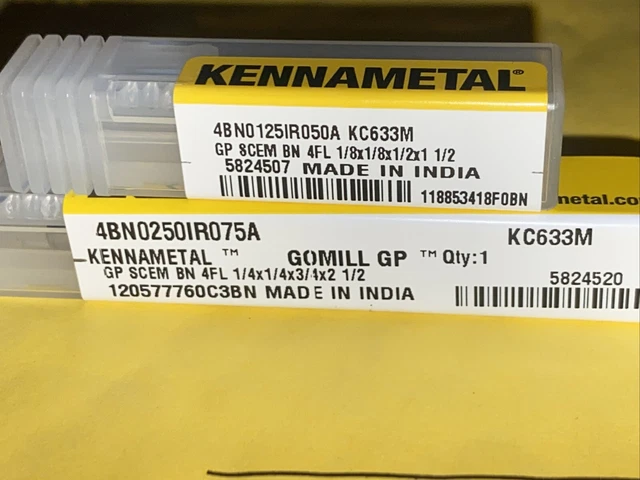 KENNAMETAL®
4BN0125IR050A KC633M
GP SCEM BN 4FL 1/8x1/8x1/2x1 1/2
5824507 MADE IN INDIA
118853418F0BN
metal.co
4BN0250IR075A KC633M
KENNAMETAL ™ GOMILL GP ™ Qty:1
GP SCEM BN 4FL 1/4x1/4x3/4x2 1/2
5824520
120577760C3BN MADE IN INDIA